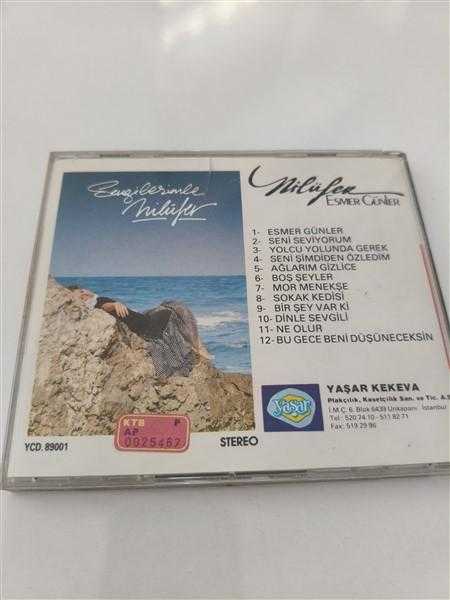 Sevgilerimle
Nilüfer
Nilüfer
ESMER GÜNLER
1- ESMER GÜNLER
2- SENİ SEVİYORUM
3- YOLCU YOLUNDA GEREK
4- SENİ ŞİMDİDEN ÖZLEDİM
5- AĞLARIM GİZLİCE
6- BOŞ ŞEYLER
7- MOR MENEKŞE
8- SOKAK KEDİSİ
9- BİR ŞEY VAR Kİ
10- DİNLE SEVGİLİ
11- NE OLUR
12- BU GECE BENİ DÜŞÜNECEKSİN
yaşar
YAŞAR KEKEVA
Plakçılık, Kasetçilik San. ve Tic. A.Ş
İ.M.Ç. 6. Blok 6439 Unkapanı İstanbul
Tel: 520 74 10 - 511 82 71
Fax: 519 29 96
KTB P
AP
0025467
YCD. 89001
STEREO